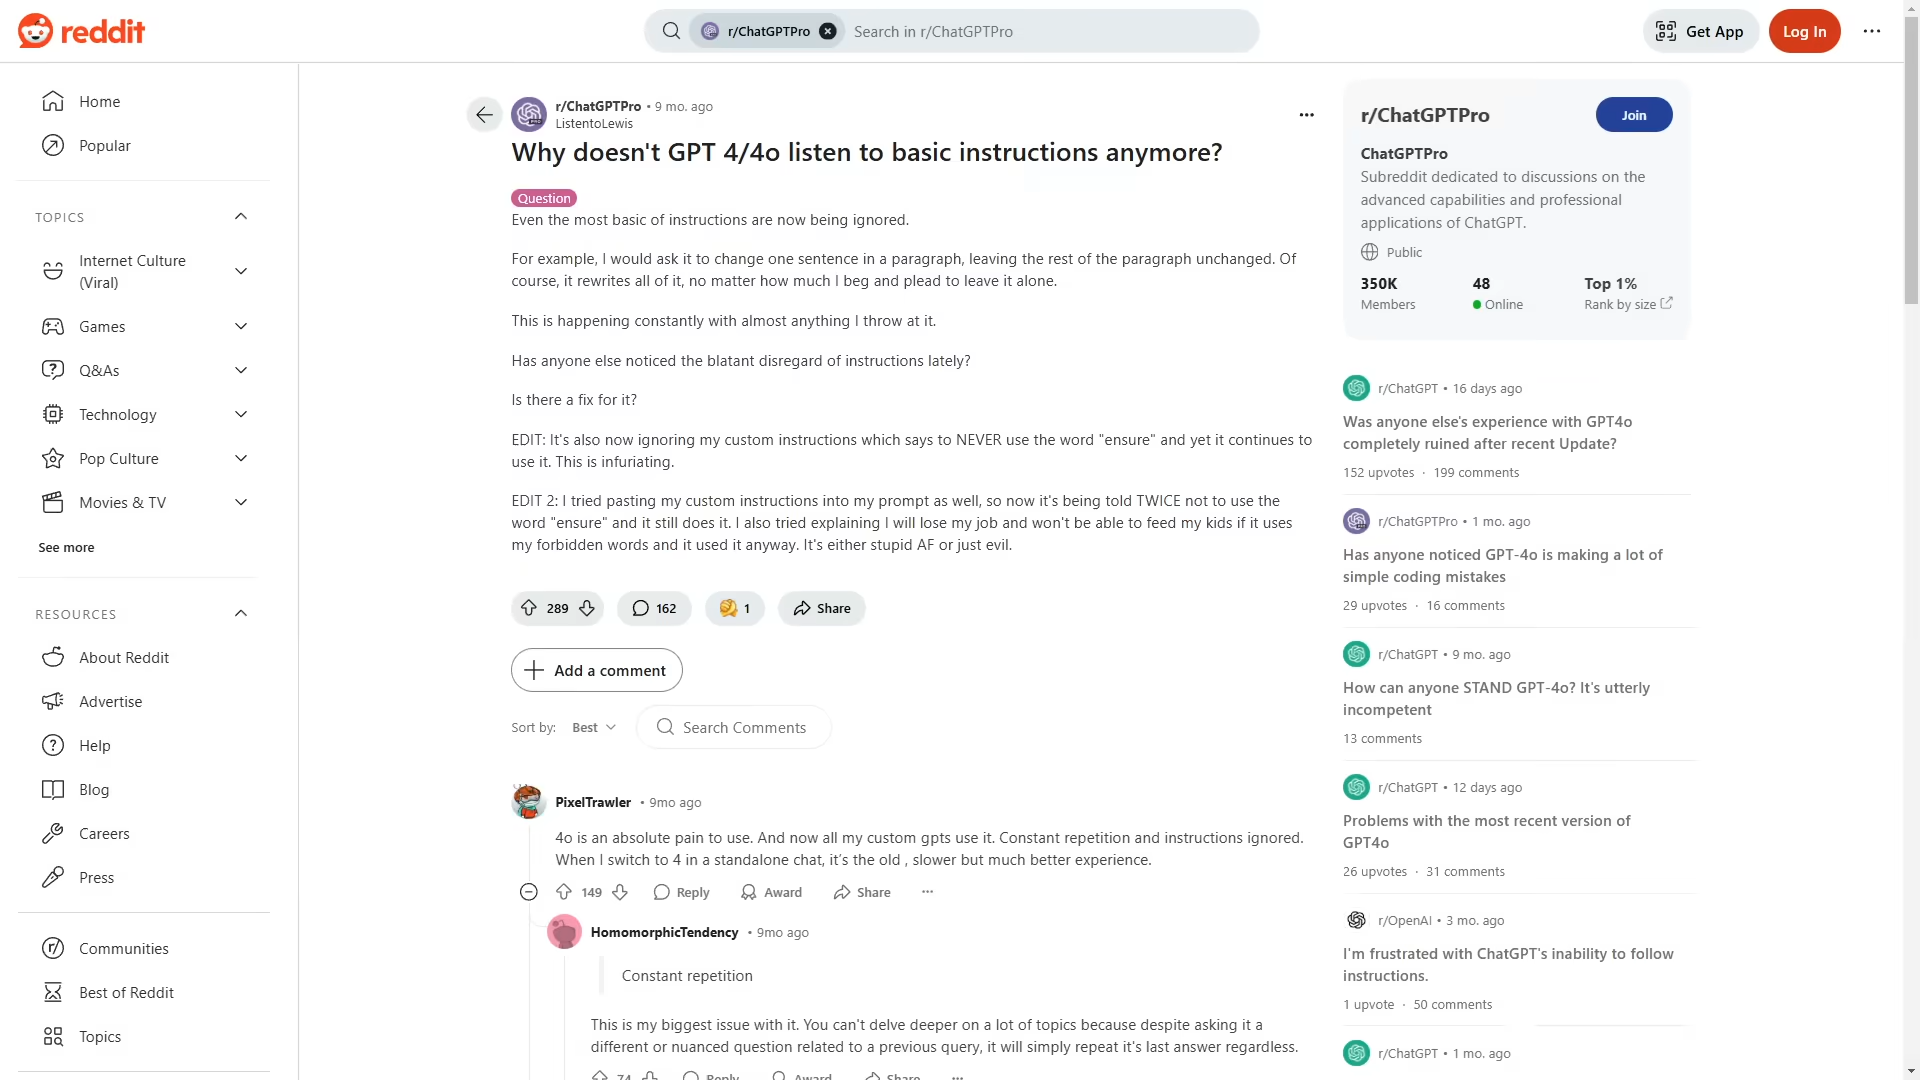 reddit
r/ChatGPTPro
Search in r/ChatGPTPro
Get App
Log In
Home
Popular
TOPICS
Internet Culture
(Viral)
Games
Q&As
Technology
Pop Culture
Movies & TV
See more
RESOURCES
About Reddit
Advertise
Help
Blog
Careers
Press
Communities
Best of Reddit
Topics
r/ChatGPTPro • 9 mo. ago
ListentoLewis
Why doesn't GPT 4/4o listen to basic instructions anymore?
Question
Even the most basic of instructions are now being ignored.
For example, I would ask it to change one sentence in a paragraph, leaving the rest of the paragraph unchanged. Of
course, it rewrites all of it, no matter how much I beg and plead to leave it alone.
This is happening constantly with almost anything I throw at it.
Has anyone else noticed the blatant disregard of instructions lately?
Is there a fix for it?
EDIT: It's also now ignoring my custom instructions which says to NEVER use the word "ensure" and yet it continues to
use it. This is infuriating.
EDIT 2: I tried pasting my custom instructions into my prompt as well, so now it's being told TWICE not to use the
word "ensure" and it still does it. I also tried explaining I will lose my job and won't be able to feed my kids if it uses
my forbidden words and it used it anyway. It's either stupid AF or just evil.
289
162
1
Share
Add a comment
Sort by: Best
Search Comments
PixelTrawler • 9mo ago
4o is an absolute pain to use. And now all my custom gpts use it. Constant repetition and instructions ignored.
When I switch to 4 in a standalone chat, it's the old , slower but much better experience.
149
Reply
Award
Share
HomomorphicTendency • 9mo ago
Constant repetition
This is my biggest issue with it. You can't delve deeper on a lot of topics because despite asking it a
different or nuanced question related to a previous query, it will simply repeat it's last answer regardless.
74
Reply
Award
Share
r/ChatGPTPro
Join
ChatGPTPro
Subreddit dedicated to discussions on the
advanced capabilities and professional
applications of ChatGPT.
Public
350K
48
Top 1%
Members
Online
Rank by size
r/ChatGPT • 16 days ago
Was anyone else's experience with GPT4o
completely ruined after recent Update?
152 upvotes · 199 comments
r/ChatGPTPro • 1 mo. ago
Has anyone noticed GPT-4o is making a lot of
simple coding mistakes
29 upvotes · 16 comments
r/ChatGPT • 9 mo. ago
How can anyone STAND GPT-4o? It's utterly
incompetent
13 comments
r/ChatGPT • 12 days ago
Problems with the most recent version of
GPT4o
26 upvotes · 31 comments
r/OpenAI • 3 mo. ago
I'm frustrated with ChatGPT's inability to follow
instructions.
1 upvote · 50 comments
r/ChatGPT • 1 mo. ago